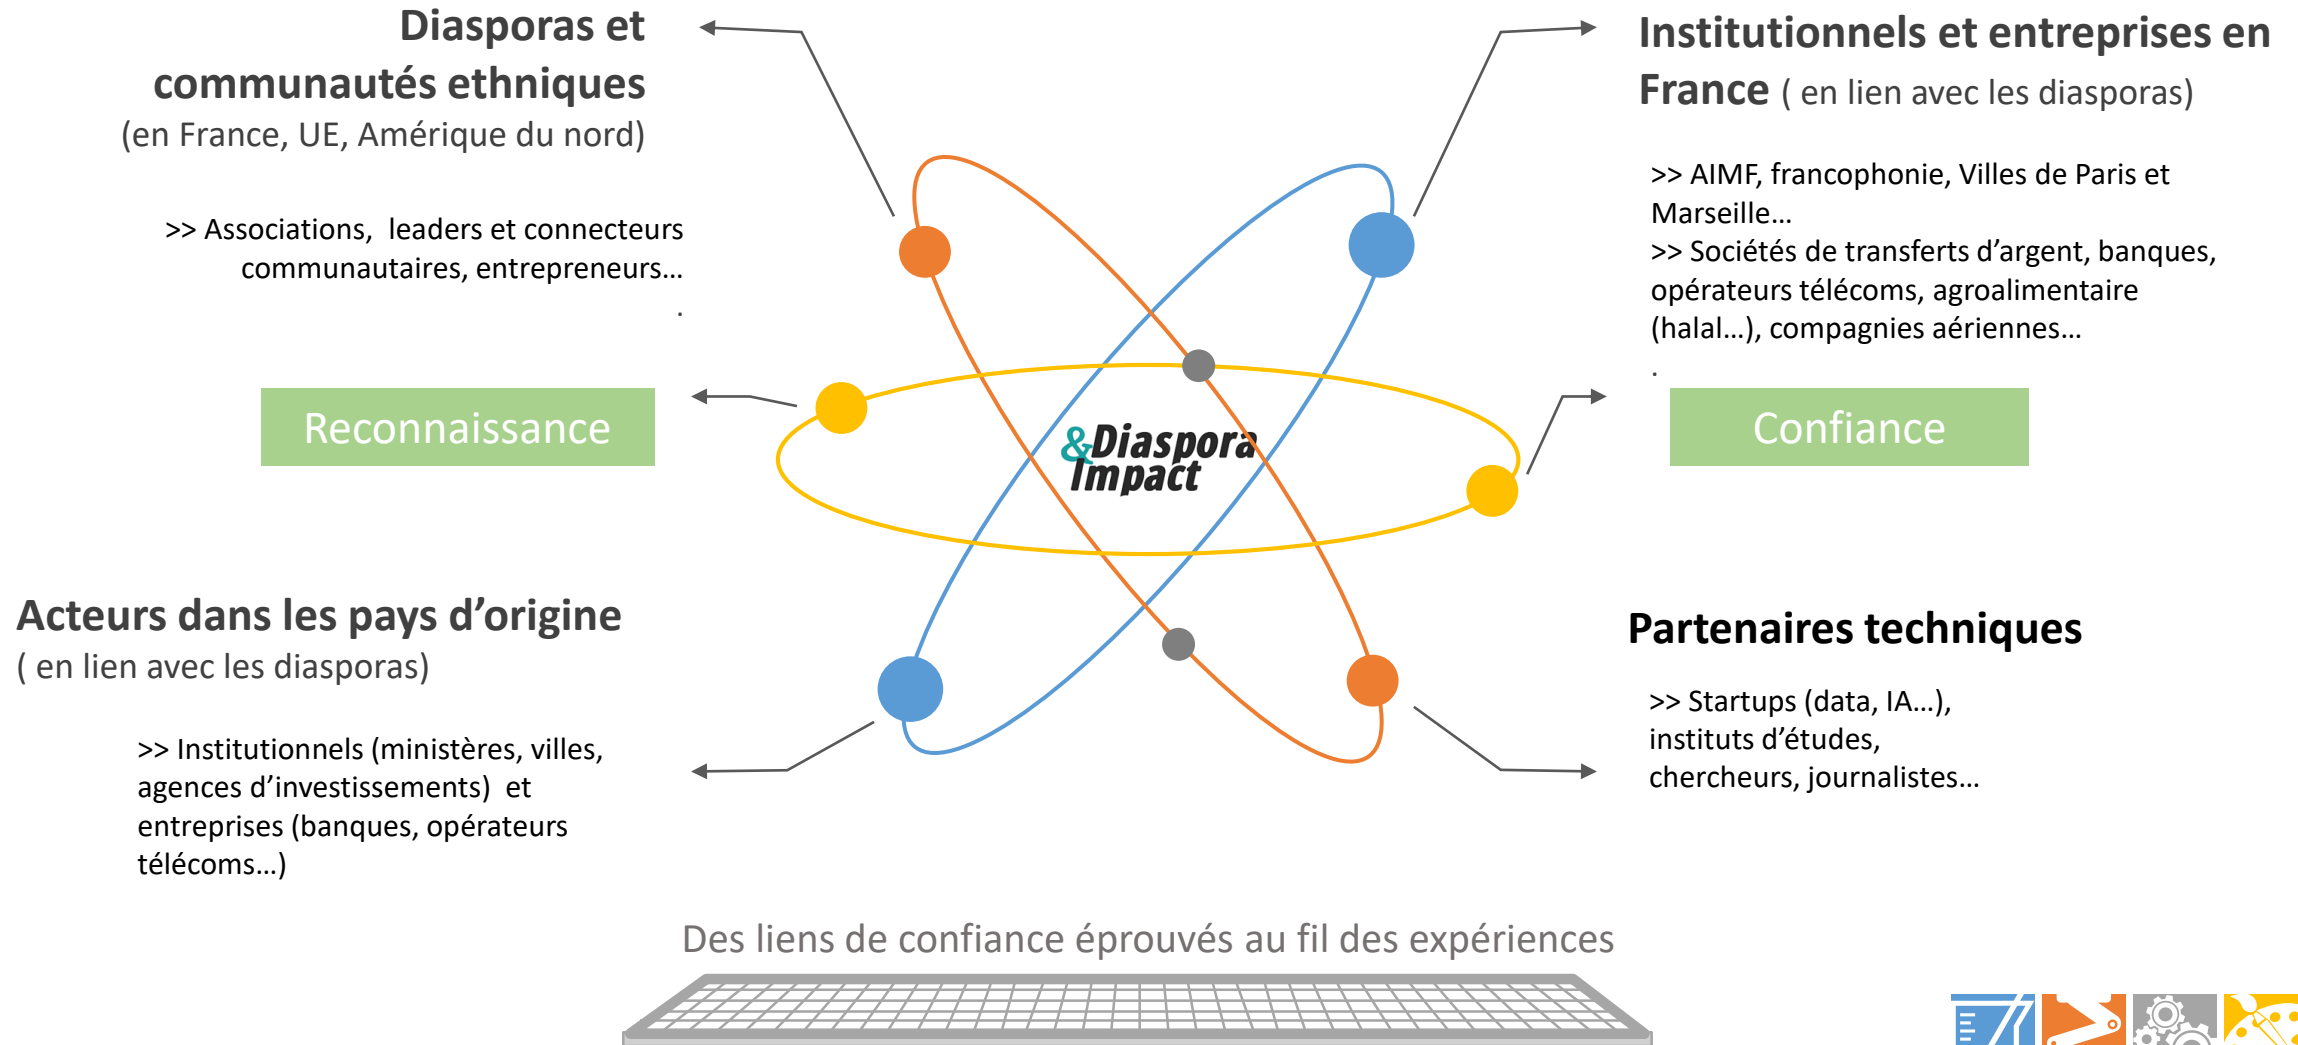 Diasporas et
communautés ethniques
(en France, UE, Amérique du nord)
>> Associations,  leaders et connecteurs
communautaires, entrepreneurs…
.
Institutionnels et entreprises en
France ( en lien avec les diasporas)
>> AIMF, francophonie, Villes de Paris et
Marseille…
>> Sociétés de transferts d’argent, banques,
opérateurs télécoms, agroalimentaire
(halal…), compagnies aériennes…
.
Reconnaissance
&Diaspora
Impact
Confiance
Acteurs dans les pays d’origine
( en lien avec les diasporas)
>> Institutionnels (ministères, villes,
agences d’investissements)  et
entreprises (banques, opérateurs
télécoms…)
Partenaires techniques
>> Startups (data, IA…),
instituts d’études,
chercheurs, journalistes…
Des liens de confiance éprouvés au fil des expériences